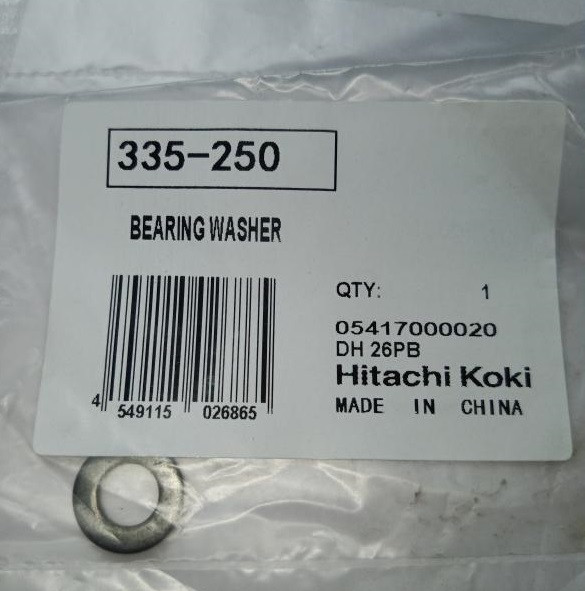 335-250
BEARING WASHER
QTY: 1
05417000020
DH 26PB
Hitachi Koki
MADE IN CHINA
4 549115 026865